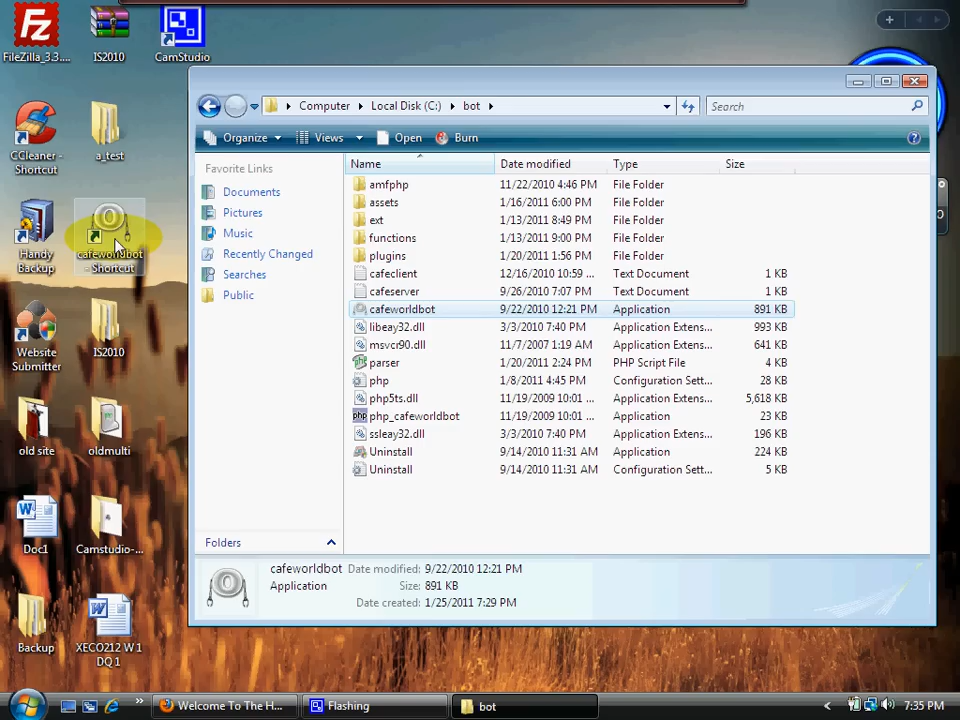 FileZilla_3.3....
IS2010
CamStudio
CCleaner - Shortcut
a_test
Handy Backup
cafeworldbot - Shortcut
Website Submitter
IS2010
old site
oldmulti
Doc1
Camstudio-...
Backup
XECO212 W 1 DQ 1
Computer Local Disk (C:) bot
Search
Organize Views Open Burn
Favorite Links
Documents
Pictures
Music
Recently Changed
Searches
Public
Folders
Name Date modified Type Size
amfphp 11/22/2010 4:46 PM File Folder
assets 1/16/2011 6:00 PM File Folder
ext 1/13/2011 8:49 PM File Folder
functions 1/13/2011 2:40 PM File Folder
plugins 1/20/2011 1:56 PM File Folder
cafeclient 12/16/2010 10:59 ... Text Document 1 KB
cafeserver 9/26/2010 7:07 PM Text Document 1 KB
cafeworldbot 9/22/2010 12:21 PM Application 891 KB
libeay32.dll 3/3/2010 7:40 PM Application Extens... 993 KB
msvcr90.dll 11/7/2007 1:19 AM Application Extens... 641 KB
parser 1/20/2011 2:24 PM PHP Script File 4 KB
php 1/8/2011 4:45 PM Configuration Sett... 28 KB
php5ts.dll 11/19/2009 10:01 ... Application Extens... 5,618 KB
php_cafeworldbot 11/19/2009 10:01 ... Application 23 KB
ssleay32.dll 3/3/2010 7:40 PM Application Extens... 196 KB
Uninstall 9/14/2010 11:31 AM Application 224 KB
Uninstall 9/14/2010 11:31 AM Configuration Sett... 5 KB
cafeworldbot Date modified: 9/22/2010 12:21 PM
Application Size: 891 KB
Date created: 1/25/2011 7:29 PM
Welcome To The H...
Flashing
bot
7:35 PM